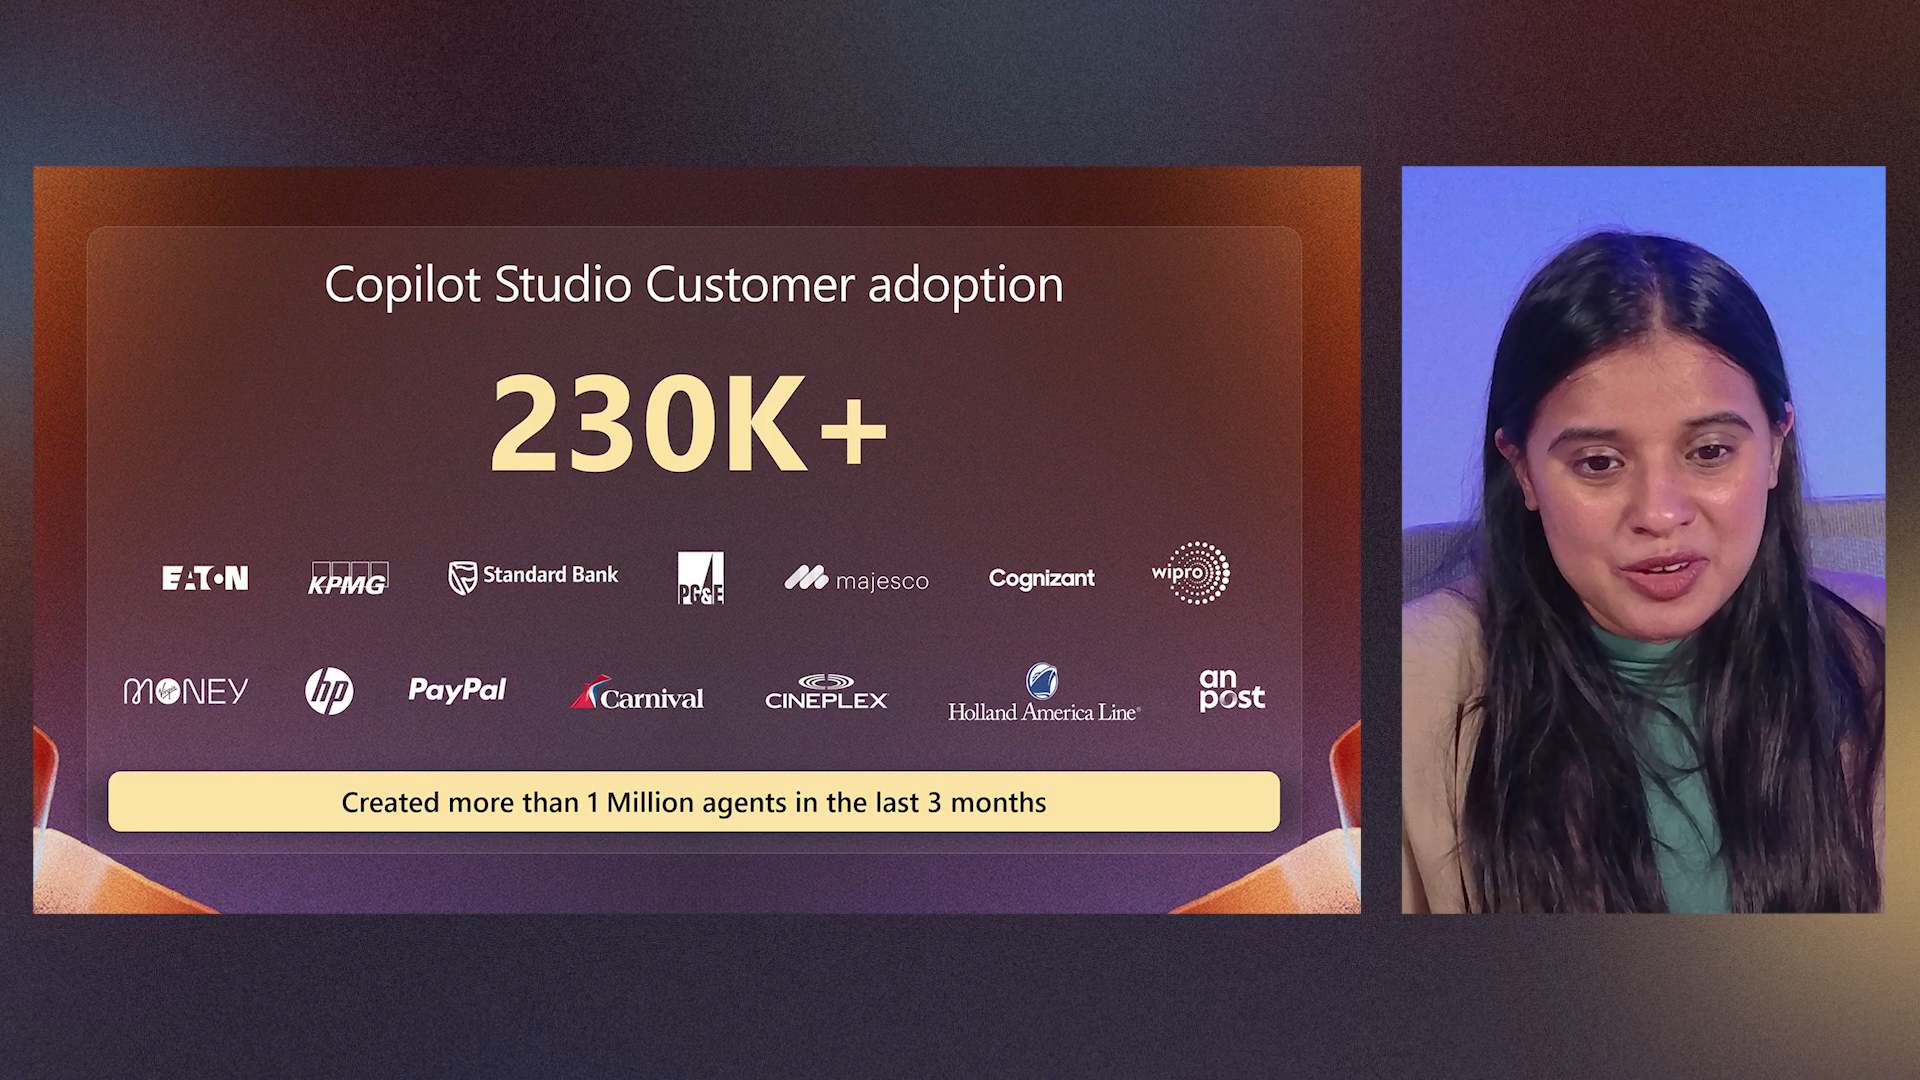 Copilot Studio Customer adoption
230K+
EATON KPMG Standard Bank PG&E majesco Cognizant wipro
Virgin MONEY hp PayPal Carnival CINEPLEX Holland America Line® an post
Created more than 1 Million agents in the last 3 months